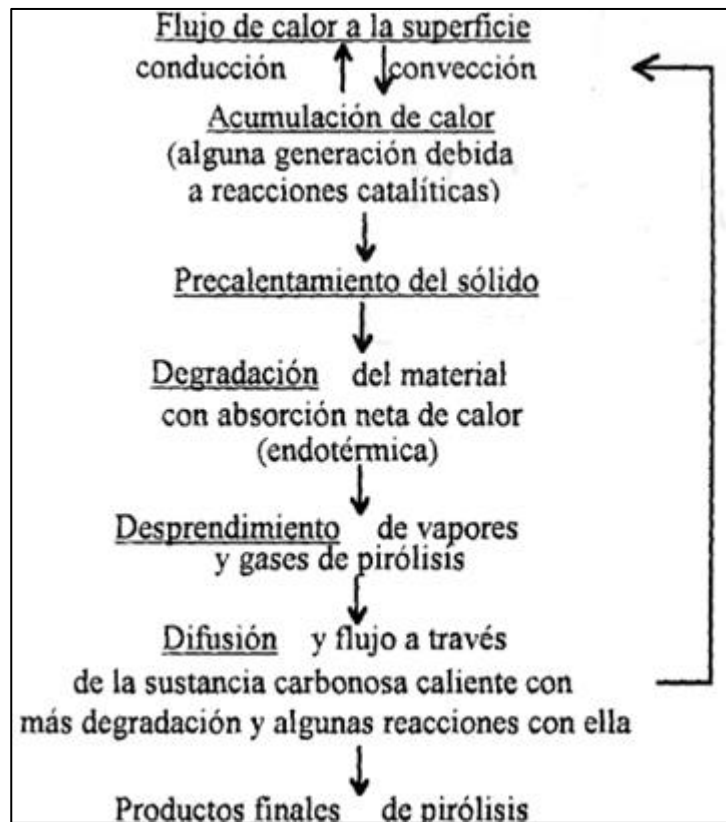 Flujo de calor a la superficie
conducción convección
Acumulación de calor
(alguna generación debida
a reacciones catalíticas)
Precalentamiento del sólido
Degradación del material
con absorción neta de calor
(endotérmica)
Desprendimiento de vapores
y gases de pirólisis
Difusión y flujo a través
de la sustancia carbonosa caliente con
más degradación y algunas reacciones con ella
Productos finales de pirólisis